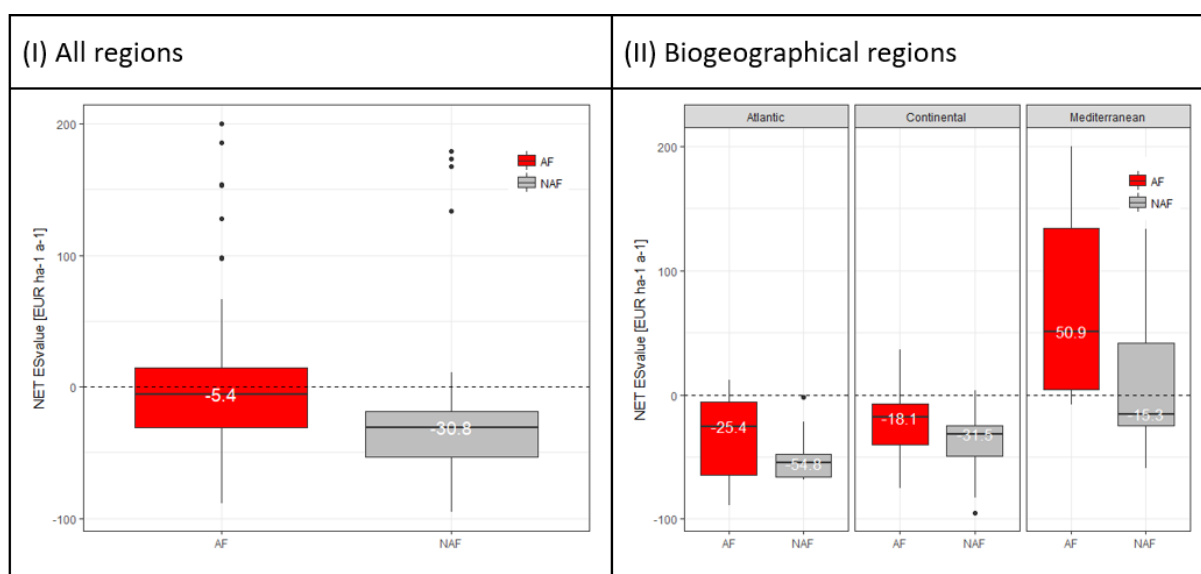 (I) All regions
(II) Biogeographical regions
NET ESvalue [EUR ha-1 a-1]
200
100
0
-100
AF
NAF
-5.4
-30.8
AF
NAF
NET ESvalue [EUR ha-1 a-1]
200
100
0
-100
Atlantic
Continental
Mediterranean
AF
NAF
-25.4
-54.8
-18.1
-31.5
50.9
-15.3
AF
NAF
AF
NAF
AF
NAF